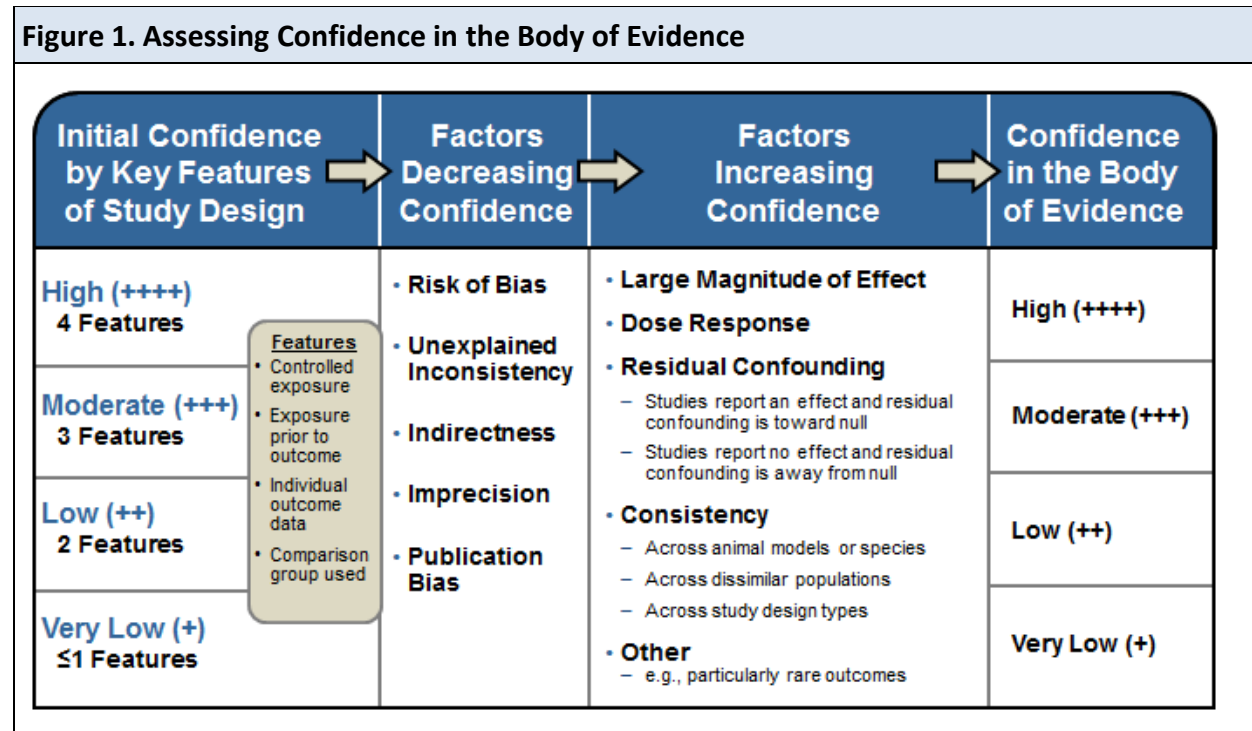 Figure 1. Assessing Confidence in the Body of Evidence
Initial Confidence
by Key Features
of Study Design
Factors
Decreasing
Confidence
Factors
Increasing
Confidence
Confidence
in the Body
of Evidence
High (++++)
4 Features
Moderate (+++)
3 Features
Low (++)
2 Features
Very Low (+)
≤1 Features
Features
• Controlled
exposure
• Exposure
prior to
outcome
• Individual
outcome
data
• Comparison
group used
• Risk of Bias
• Unexplained
Inconsistency
• Indirectness
• Imprecision
• Publication
Bias
• Large Magnitude of Effect
• Dose Response
• Residual Confounding
– Studies report an effect and residual
confounding is toward null
– Studies report no effect and residual
confounding is away from null
• Consistency
– Across animal models or species
– Across dissimilar populations
– Across study design types
• Other
– e.g., particularly rare outcomes
High (++++)
Moderate (+++)
Low (++)
Very Low (+)